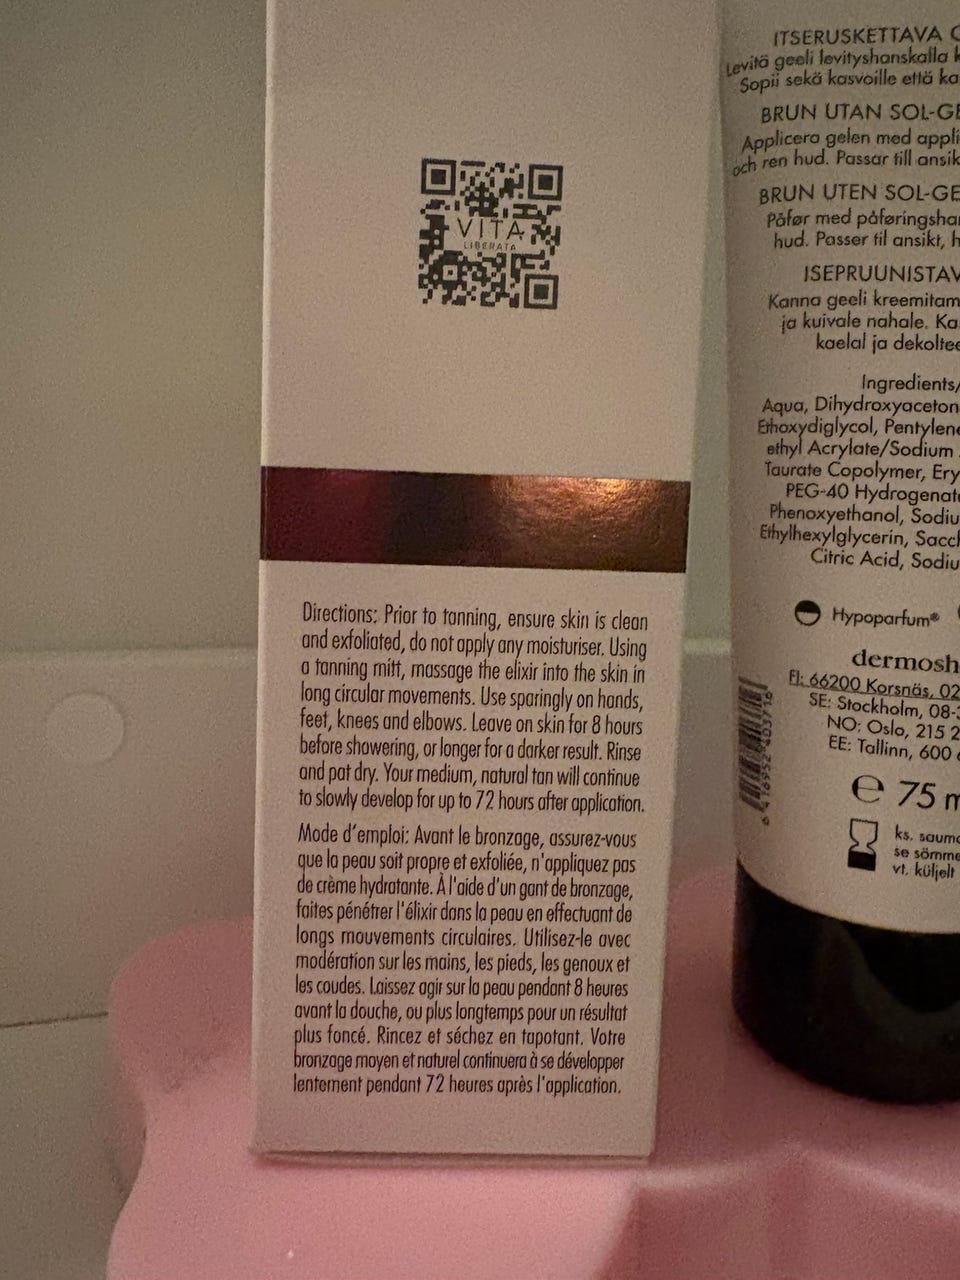 VITA
LIBERATA
Directions: Prior to tanning, ensure skin is clean
and exfoliated, do not apply any moisturiser. Using
a tanning mitt, massage the elixir into the skin in
long circular movements. Use sparingly on hands,
feet, knees and elbows. Leave on skin for 8 hours
before showering, or longer for a darker result. Rinse
and pat dry. Your medium, natural tan will continue
to slowly develop for up to 72 hours after application.
Mode d'emploi: Avant le bronzage, assurez-vous
que la peau soit propre et exfoliée, n'appliquez pas
de crème hydratante. À l'aide d'un gant de bronzage,
faites pénétrer l'élixir dans la peau en effectuant de
longs mouvements circulaires. Utilisez-le avec
modération sur les mains, les pieds, les genoux et
les coudes. Laissez agir sur la peau pendant 8 heures
avant la douche, ou plus longtemps pour un résultat
plus foncé. Rincez et séchez en tapotant. Votre
bronzage moyen et naturel continuera à se développer
lentement pendant 72 heures après l'application.
ITSERUSKETTAVA
Levitä geeli levityshanskalla
Sopii sekä kasvoille että
BRUN UTAN
Applicera gelen med
och ren hud. Passar till
BRUN UTEN
Påfør med
hud. Passer til ansikt,
Kanna geeli
ja kuivale nahale.
kaelal ja
Ingredients/
Aqua,
Ethoxydiglycol,
ethyl Acrylate/Sodium
Taurate Copolymer,
PEG-40
Phenoxyethanol,
Ethylhexylglycerin,
Citric Acid,
Hypoparfum®
FI: 66200 Korsnäs,
SE: Stockholm,
NO: Oslo,
EE: Tallinn,
℮ 75
ks.
se
vt. küljelt